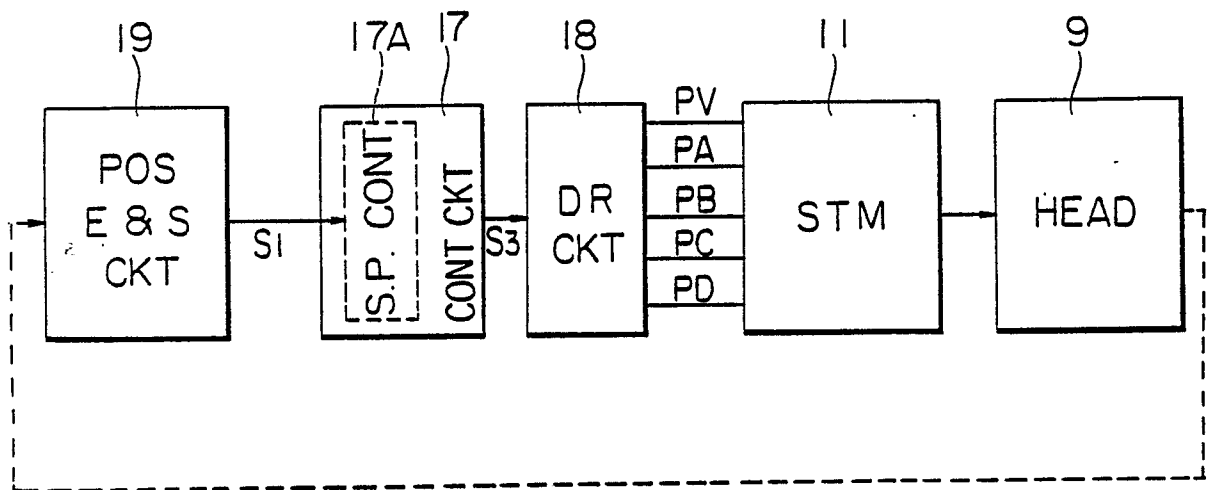 19
17A
17
18
11
9
POS
E & S
CKT
S1
S.P. CONT
CONT CKT
S3
DR
CKT
PV
PA
PB
PC
PD
STM
HEAD